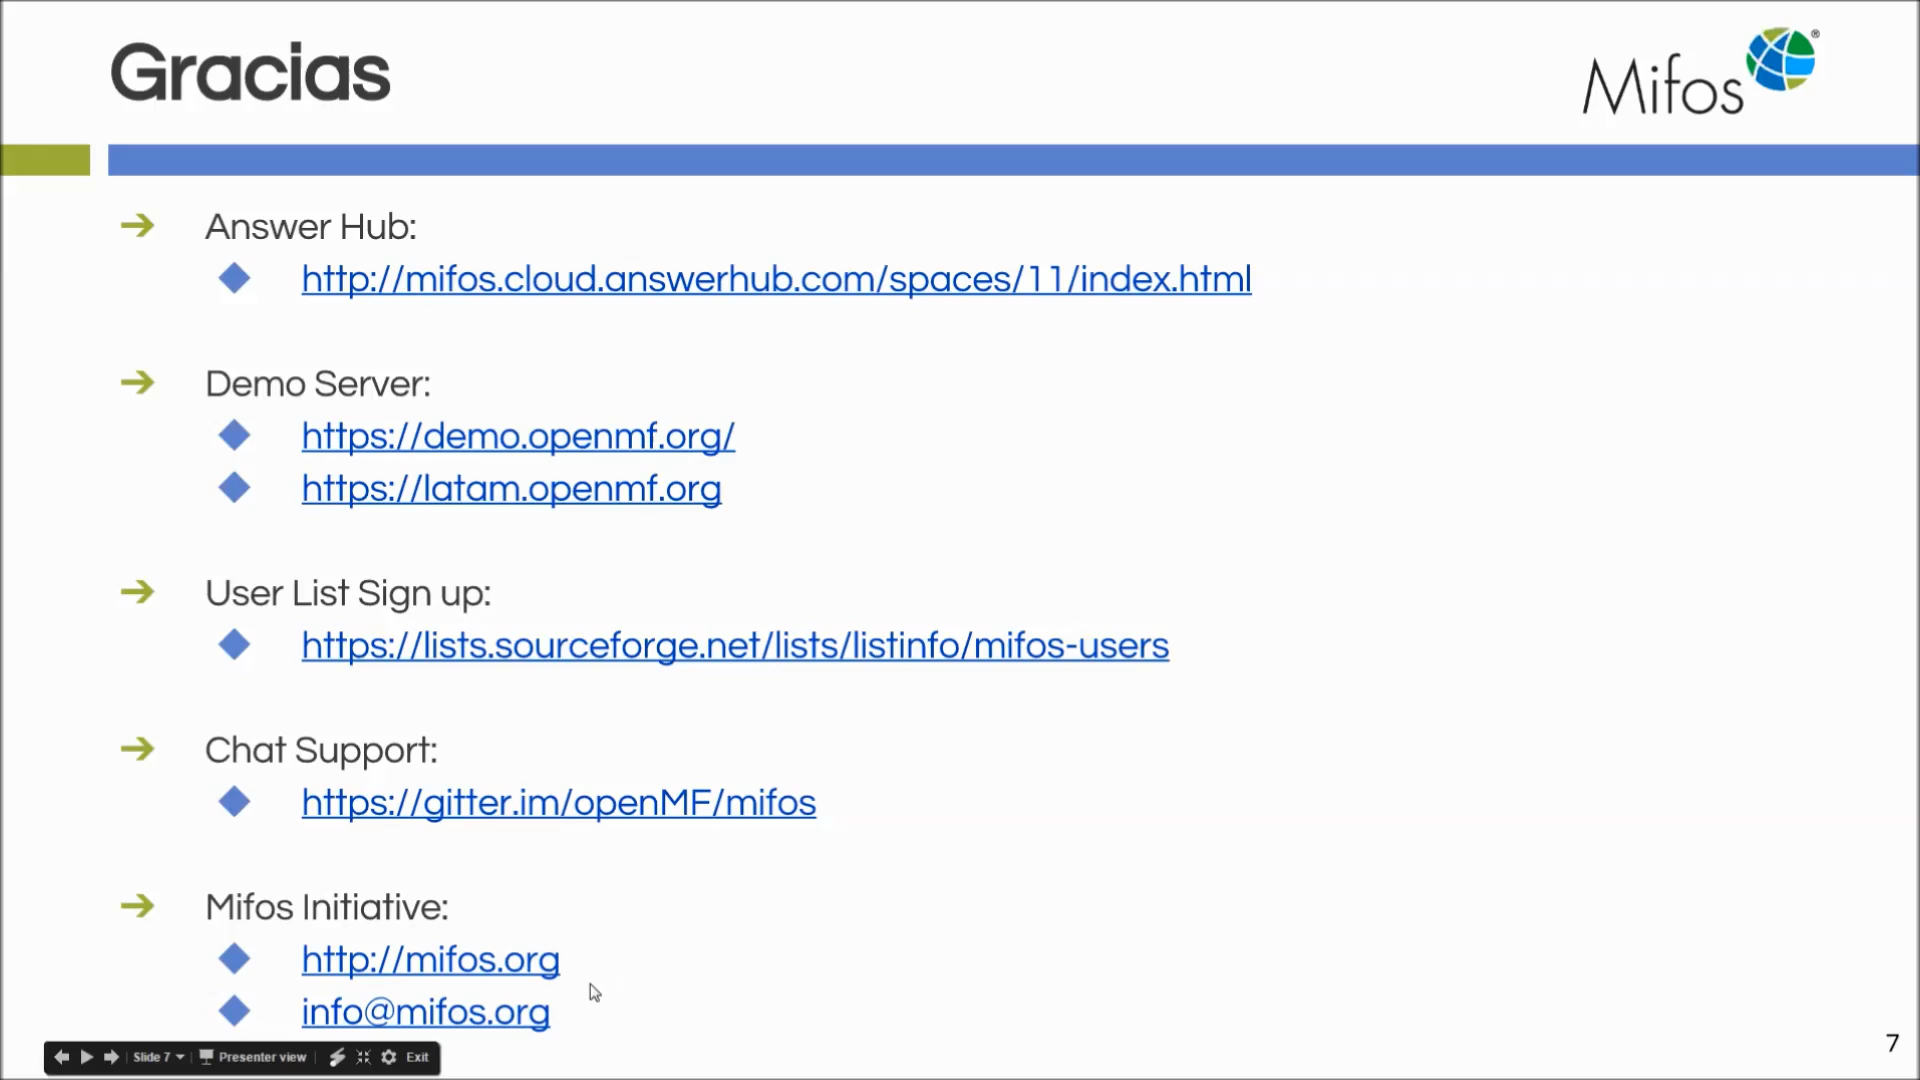 Gracias
Mifos®
Answer Hub:
http://mifos.cloud.answerhub.com/spaces/11/index.html
Demo Server:
https://demo.openmf.org/
https://latam.openmf.org
User List Sign up:
https://lists.sourceforge.net/lists/listinfo/mifos-users
Chat Support:
https://gitter.im/openMF/mifos
Mifos Initiative:
http://mifos.org
info@mifos.org
Slide 7 Presenter view Exit
7